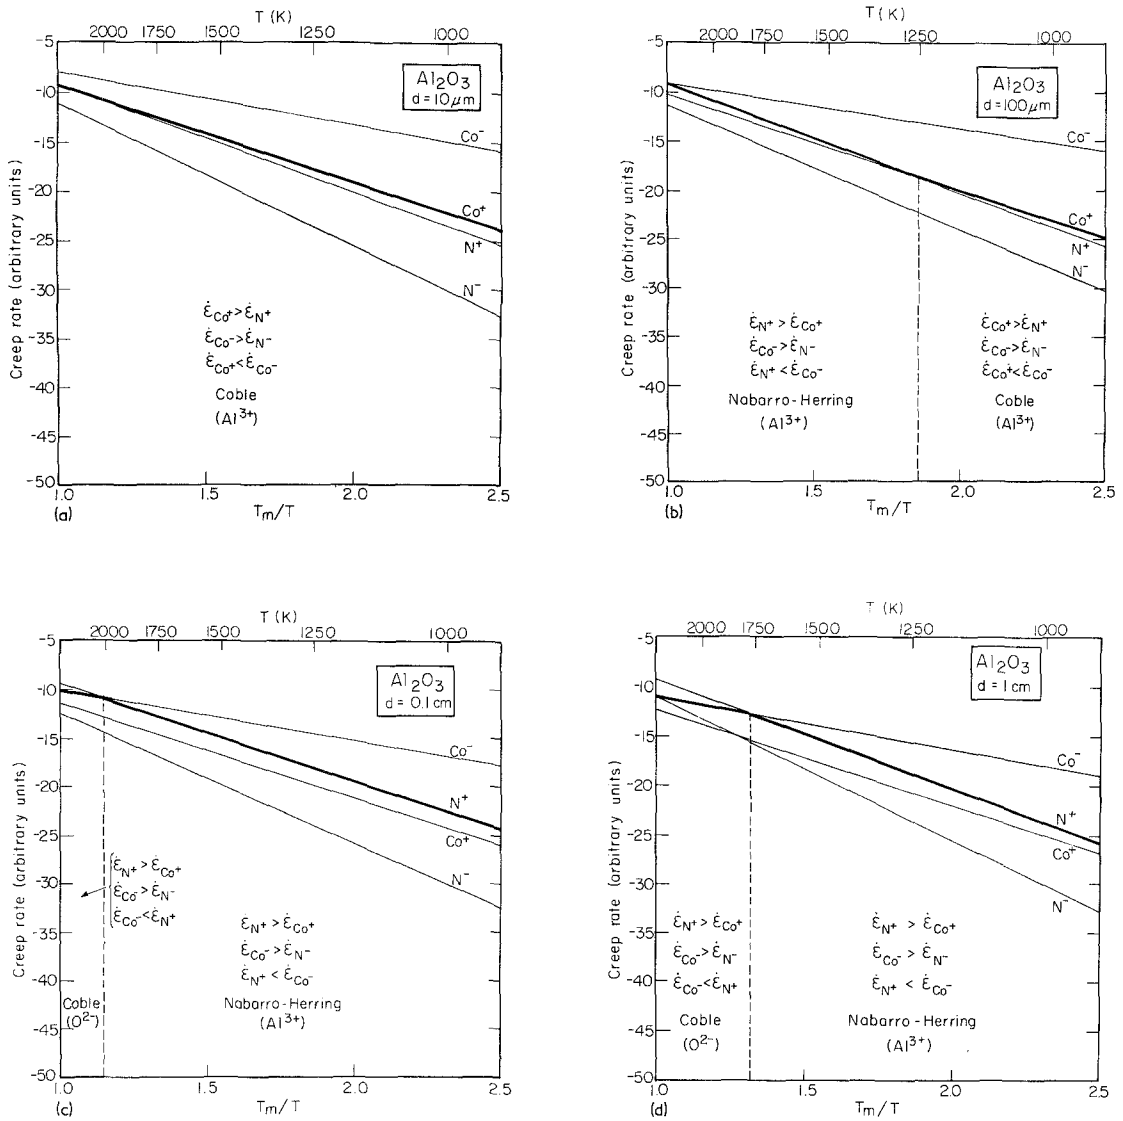 T (K)
2000 1750 1500 1250 1000
-5
-10
-15
-20
-25
-30
-35
-40
-45
-50
Creep rate (arbitrary units)
Al₂O₃
d = 10 μm
Co⁻
Co⁺
N⁺
N⁻
ε̇Co⁺ > ε̇N⁺
ε̇Co⁻ > ε̇N⁻
ε̇Co⁺ < ε̇Co⁻
Coble
(Al³⁺)
1.0 1.5 2.0 2.5
(a)
Tm/T
T (K)
2000 1750 1500 1250 1000
-5
-10
-15
-20
-25
-30
-35
-40
-45
-50
Creep rate (arbitrary units)
Al₂O₃
d = 100 μm
Co⁻
Co⁺
N⁺
N⁻
ε̇N⁺ > ε̇Co⁺
ε̇Co⁻ > ε̇N⁻
ε̇N⁺ < ε̇Co⁻
Nabarro-Herring
(Al³⁺)
ε̇Co⁺ > ε̇N⁺
ε̇Co⁻ > ε̇N⁻
ε̇Co⁺ < ε̇Co⁻
Coble
(Al³⁺)
1.0 1.5 2.0 2.5
(b)
Tm/T
T (K)
2000 1750 1500 1250 1000
-5
-10
-15
-20
-25
-30
-35
-40
-45
-50
Creep rate (arbitrary units)
Al₂O₃
d = 0.1 cm
Co⁻
N⁺
Co⁺
N⁻
ε̇N⁺ > ε̇Co⁺
ε̇Co⁻ > ε̇N⁻
ε̇Co⁻ < ε̇N⁺
Coble
(O²⁻)
ε̇N⁺ > ε̇Co⁺
ε̇Co⁻ > ε̇N⁻
ε̇N⁺ < ε̇Co⁻
Nabarro-Herring
(Al³⁺)
1.0 1.5 2.0 2.5
(c)
Tm/T
T (K)
2000 1750 1500 1250 1000
-5
-10
-15
-20
-25
-30
-35
-40
-45
-50
Creep rate (arbitrary units)
Al₂O₃
d = 1 cm
Co⁻
N⁺
Co⁺
N⁻
ε̇N⁺ > ε̇Co⁺
ε̇Co⁻ > ε̇N⁻
ε̇Co⁻ < ε̇N⁺
Coble
(O²⁻)
ε̇N⁺ > ε̇Co⁺
ε̇Co⁻ > ε̇N⁻
ε̇N⁺ < ε̇Co⁻
Nabarro-Herring
(Al³⁺)
1.0 1.5 2.0 2.5
(d)
Tm/T